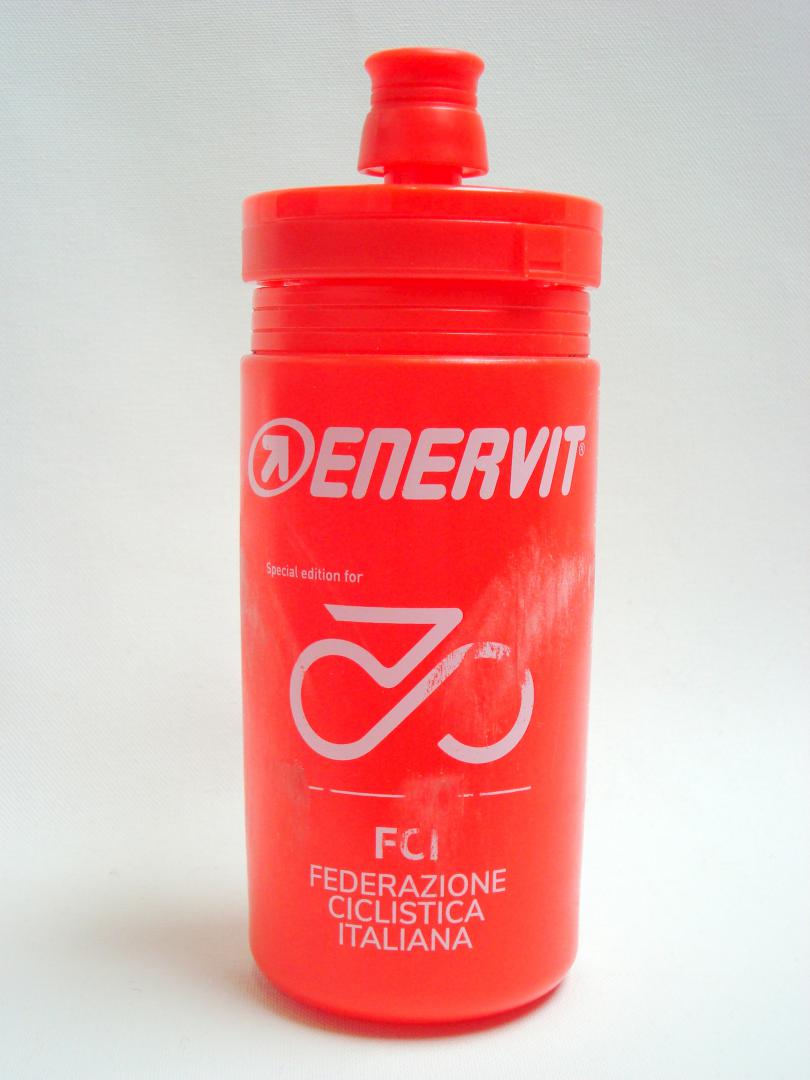 ENERVIT®
Special edition for
FCI
FEDERAZIONE
CICLISTICA
ITALIANA